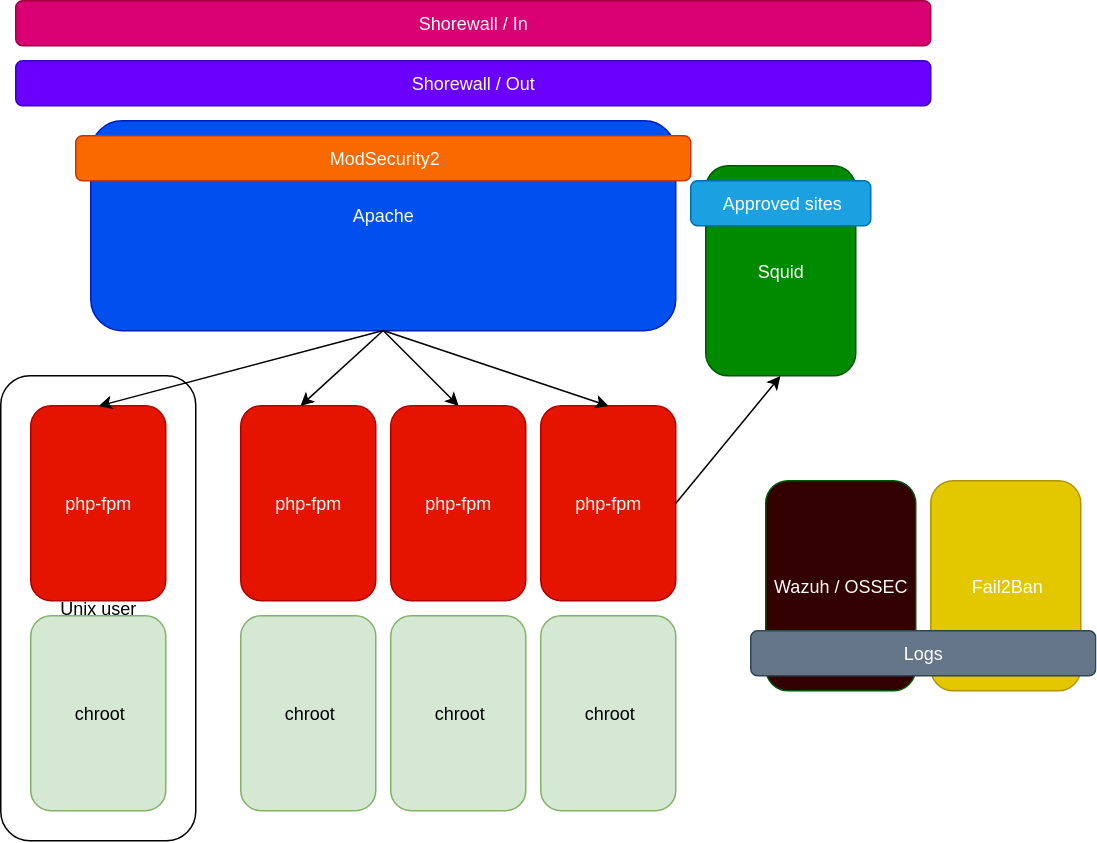 Shorewall / In
Shorewall / Out
ModSecurity2
Apache
Approved sites
Squid
php-fpm
php-fpm
php-fpm
php-fpm
Unix user
chroot
chroot
chroot
chroot
Wazuh / OSSEC
Fail2Ban
Logs